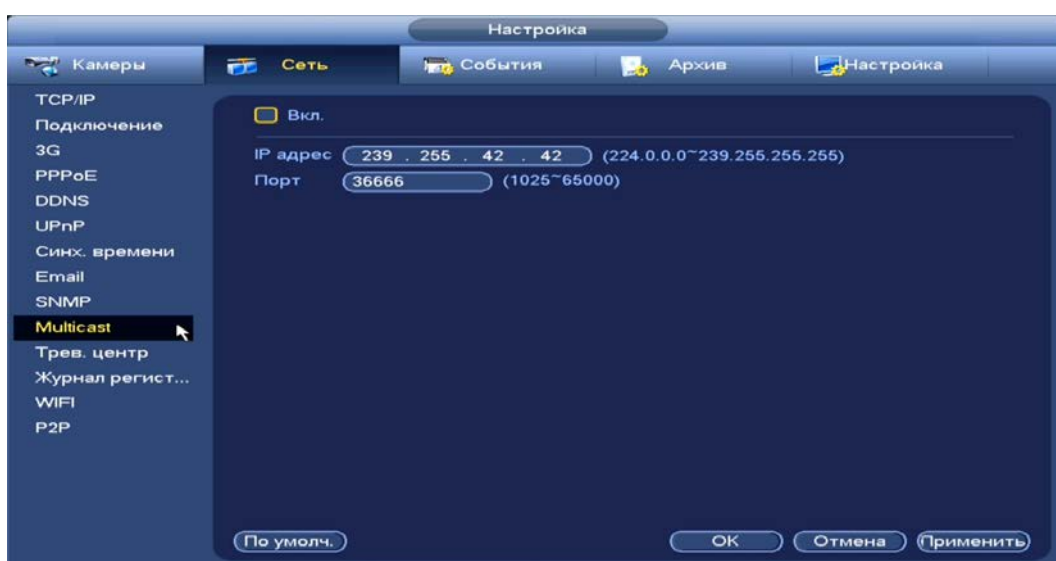 Настройка
Камеры Сеть События Архив Настройка
TCP/IP
Подключение
3G
PPPoE
DDNS
UPnP
Синх. времени
Email
SNMP
Multicast
Трев. центр
Журнал регист...
WIFI
P2P
Вкл.
IP адрес 239 . 255 . 42 . 42 (224.0.0.0~239.255.255.255)
Порт 36666 (1025~65000)
По умолч. OK Отмена Применить